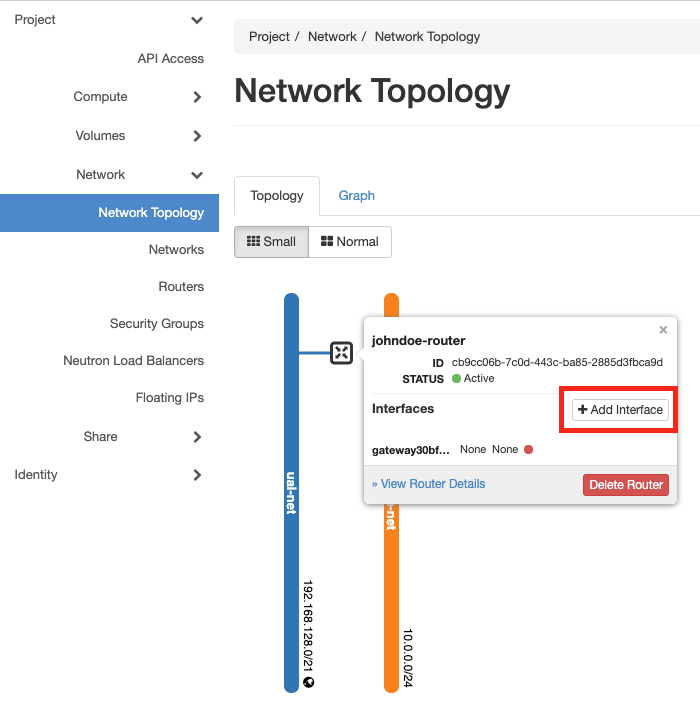 Project
API Access
Compute
Volumes
Network
Network Topology
Networks
Routers
Security Groups
Neutron Load Balancers
Floating IPs
Share
Identity
Project / Network / Network Topology
Network Topology
Topology Graph
Small Normal
johndoe-router ×
ID cb9cc06b-7c0d-443c-ba85-2885d3fbca9d
STATUS Active
Interfaces + Add Interface
gateway30bf... None None
» View Router Details Delete Router
ual-net
192.168.128.0/21
-net
10.0.0.0/24